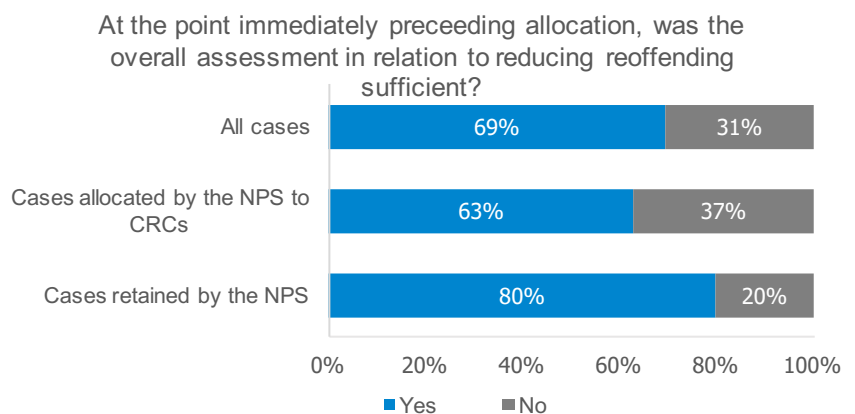 At the point immediately preceeding allocation, was the
overall assessment in relation to reducing reoffending
sufficient?
All cases
69%
31%
Cases allocated by the NPS to
CRCs
63%
37%
Cases retained by the NPS
80%
20%
0%
20%
40%
60%
80%
100%
Yes
No